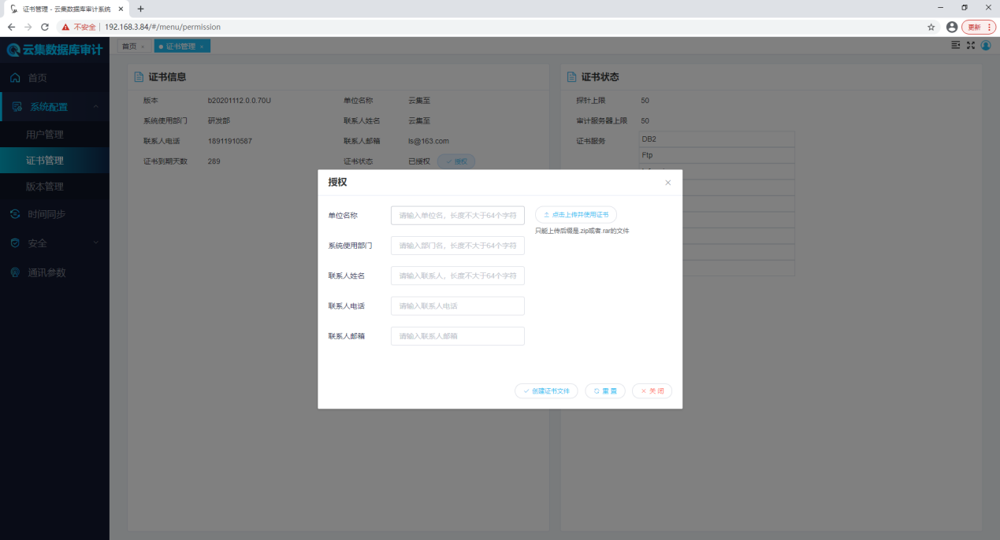 证书管理 - 云集数据库审计系统
不安全 192.168.3.84/#/menu/permission
更新
云集数据库审计
首页
证书管理
首页
系统配置
用户管理
证书管理
版本管理
时间同步
安全
通讯参数
证书信息
版本 b20201112.0.0.70U 单位名称 云集至
系统使用部门 研发部 联系人姓名 云集至
联系人电话 18911910587 联系人邮箱 ls@163.com
证书到期天数 289 证书状态 已授权 授权
证书状态
探针上限 50
审计服务器上限 50
证书服务 DB2
Ftp
授权
单位名称 请输入单位名，长度不大于64个字符 点击上传并使用证书
只能上传后缀是.zip或者.rar的文件
系统使用部门 请输入部门名，长度不大于64个字符
联系人姓名 请输入联系人，长度不大于64个字符
联系人电话 请输入联系人电话
联系人邮箱 请输入联系人邮箱
创建证书文件 重置 关闭